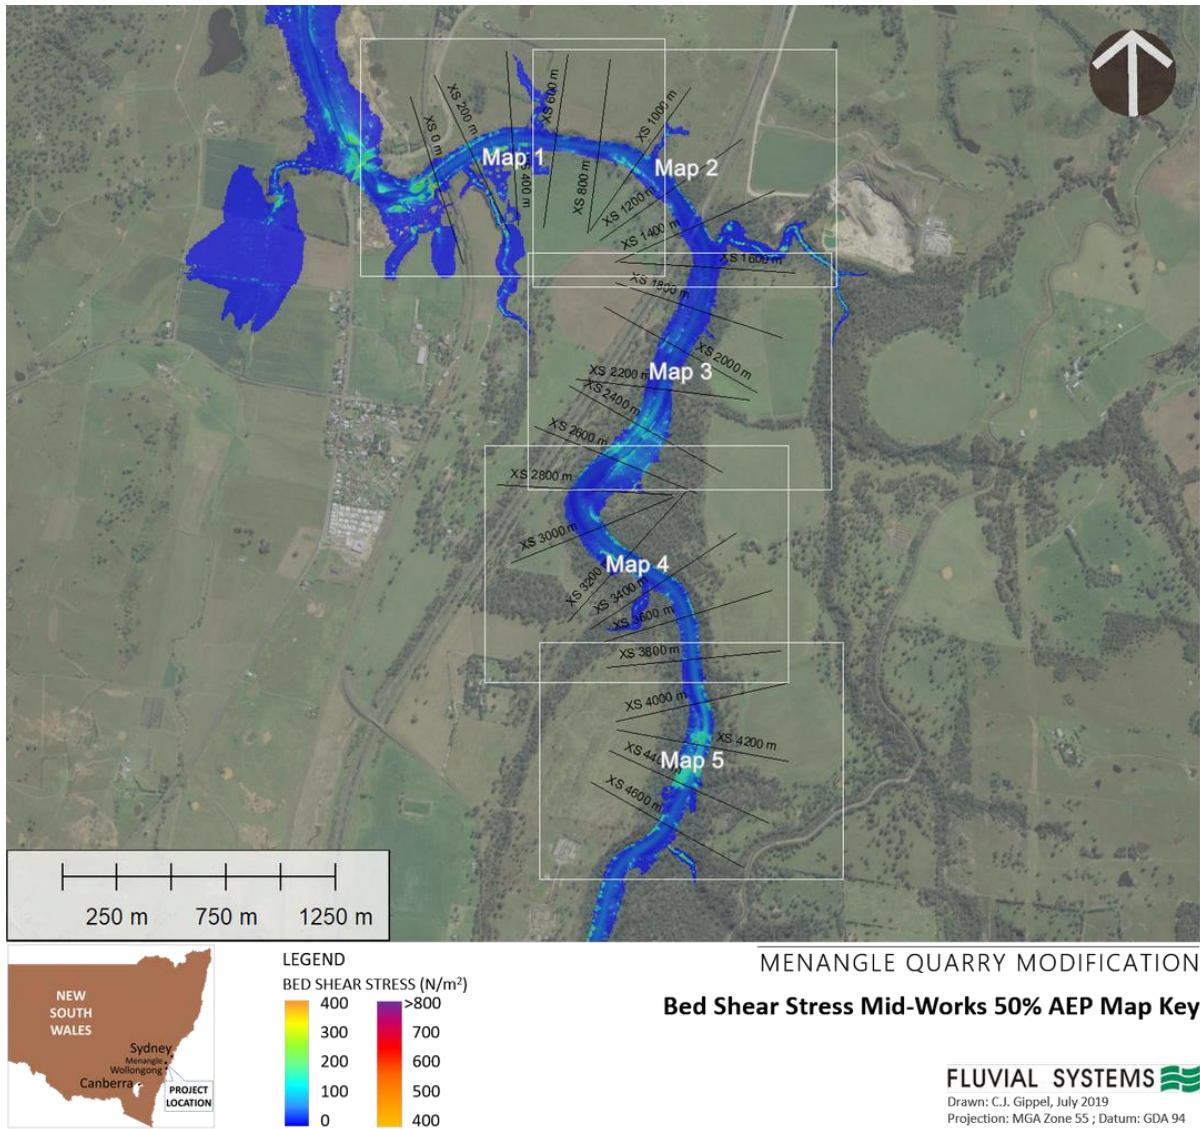 XS 0 m
XS 200 m
Map 1
400 m
XS 600 m
XS 800 m
XS 1000 m
Map 2
XS 1200 m
XS 1400 m
XS 1600 m
XS 1800 m
XS 2000 m
XS 2200 m
Map 3
XS 2400 m
XS 2600 m
XS 2800 m
XS 3000 m
XS 3200
Map 4
XS 3400 m
XS 3600 m
XS 3800 m
XS 4000 m
XS 4200 m
XS 44
Map 5
XS 4600 m
250 m 750 m 1250 m
NEW
SOUTH
WALES
Sydney
Menangle
Wollongong
Canberra
PROJECT
LOCATION
LEGEND
BED SHEAR STRESS (N/m²)
400 >800
300 700
200 600
100 500
0 400
MENANGLE QUARRY MODIFICATION
Bed Shear Stress Mid-Works 50% AEP Map Key
FLUVIAL SYSTEMS
Drawn: C.J. Gippel, July 2019
Projection: MGA Zone 55 ; Datum: GDA 94